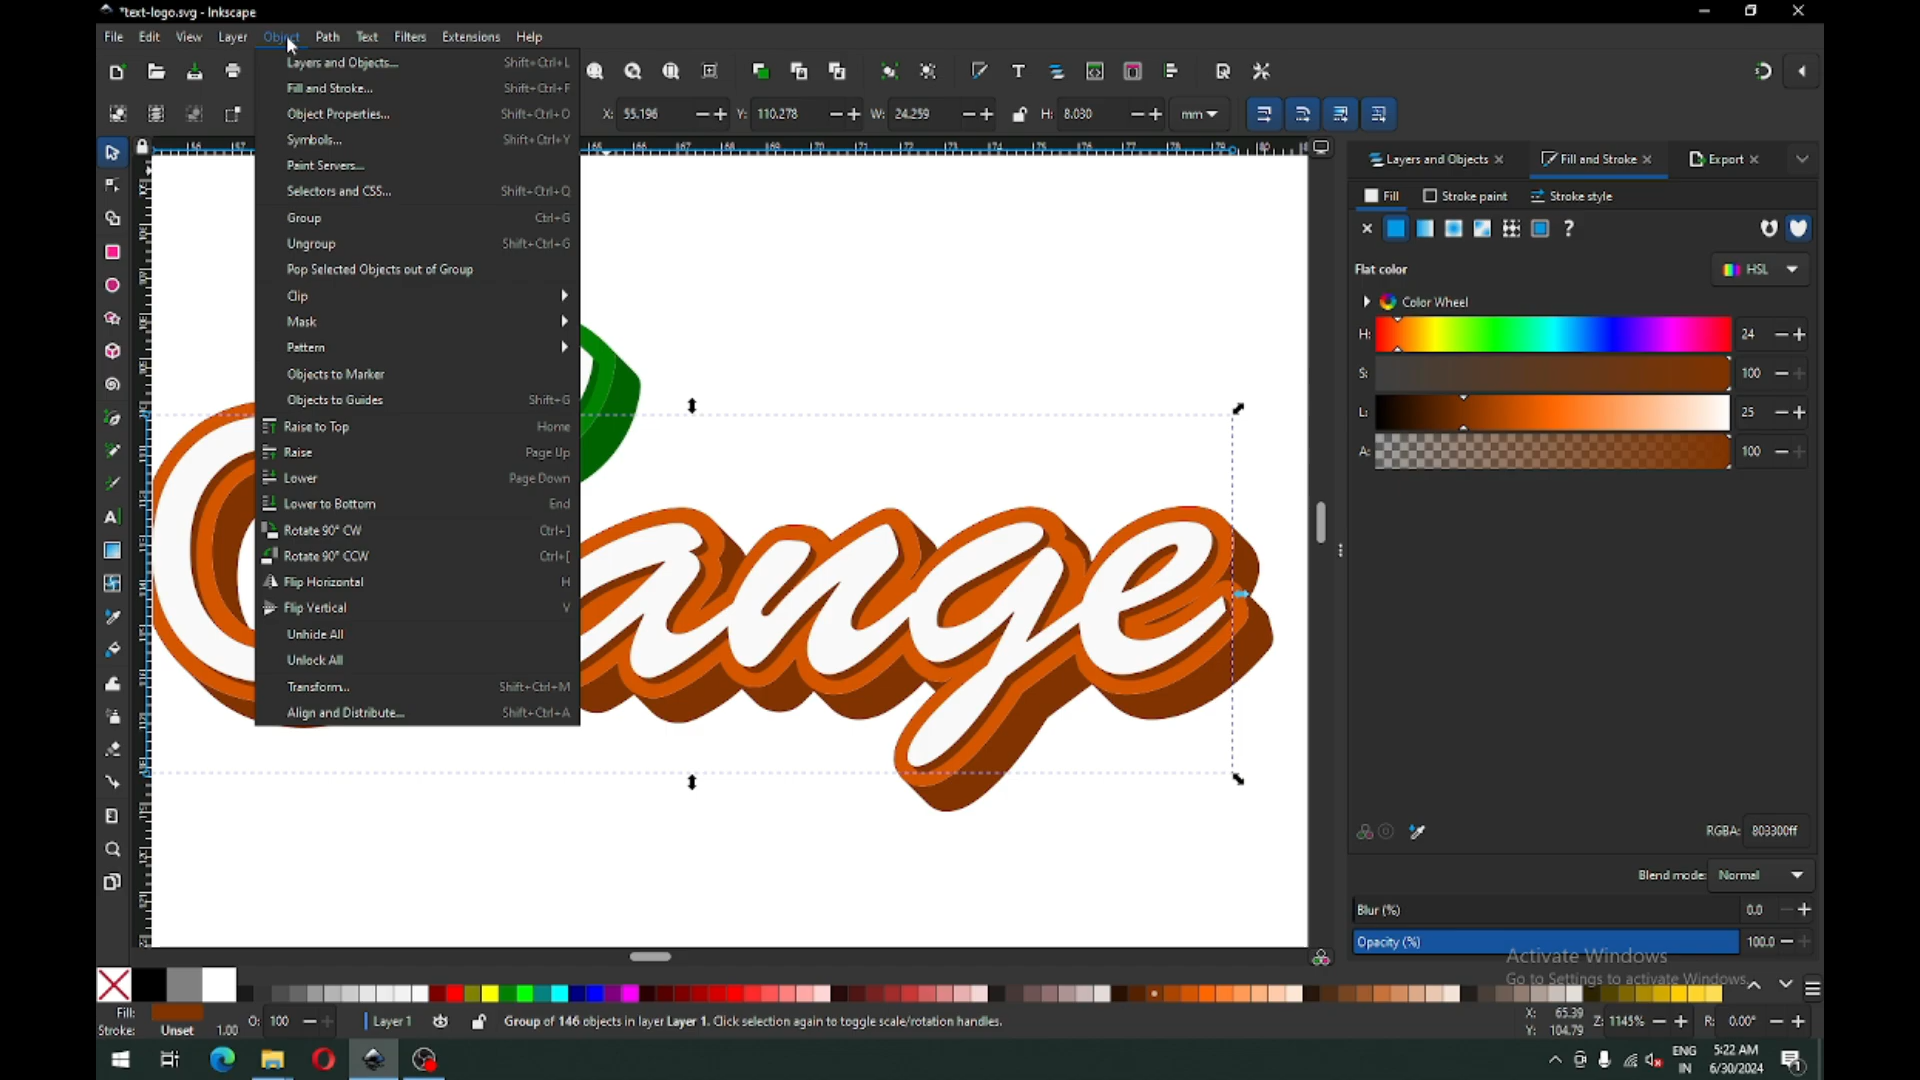 *text-logo.svg - Inkscape
File Edit View Layer Object Path Text Filters Extensions Help
Layers and Objects... Shift+Ctrl+L
Fill and Stroke... Shift+Ctrl+F
Object Properties... Shift+Ctrl+O
Symbols... Shift+Ctrl+Y
Paint Servers...
Selectors and CSS... Shift+Ctrl+Q
Group Ctrl+G
Ungroup Shift+Ctrl+G
Pop Selected Objects out of Group
Clip
Mask
Pattern
Objects to Marker
Objects to Guides Shift+G
Raise to Top Home
Raise Page Up
Lower Page Down
Lower to Bottom End
Rotate 90° CW Ctrl+]
Rotate 90° CCW Ctrl+[
Flip Horizontal H
Flip Vertical V
Unhide All
Unlock All
Transform... Shift+Ctrl+M
Align and Distribute... Shift+Ctrl+A
X: 55.196 Y: 110.278 W: 24.259 H: 8.030 mm
ange
Layers and Objects Fill and Stroke Export
Fill Stroke paint Stroke style
?
Flat color HSL
Color Wheel
H: 24
S: 100
L: 25
A: 100
RGBA: 803300ff
Blend mode: Normal
Blur (%) 0.0
Opacity (%) 100.0
Activate Windows
Go to Settings to activate Windows.
Fill:
Stroke: Unset 1.00
O: 100 Layer 1 Group of 146 objects in layer Layer 1. Click selection again to toggle scale/rotation handles.
X: 65.39
Y: 104.79
Z: 1145% R: 0.00°
ENG
IN
5:22 AM
6/30/2024
1